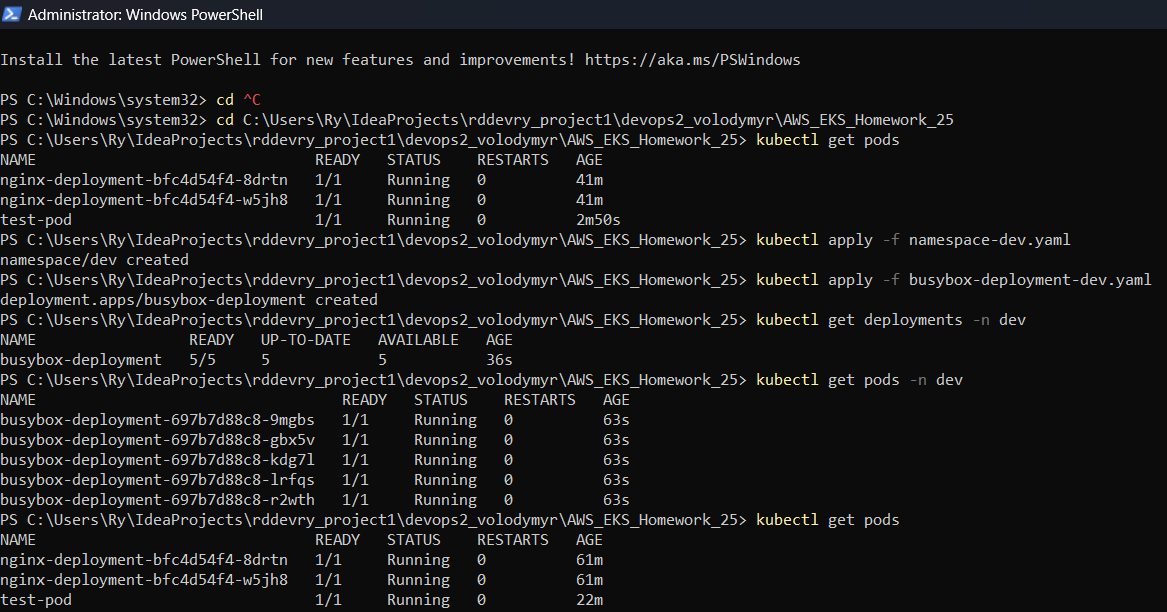 Administrator: Windows PowerShell
Install the latest PowerShell for new features and improvements! https://aka.ms/PSWindows
PS C:\Windows\system32> cd ^C
PS C:\Windows\system32> cd C:\Users\Ry\IdeaProjects\rddevry_project1\devops2_volodymyr\AWS_EKS_Homework_25
PS C:\Users\Ry\IdeaProjects\rddevry_project1\devops2_volodymyr\AWS_EKS_Homework_25> kubectl get pods
NAME READY STATUS RESTARTS AGE
nginx-deployment-bfc4d54f4-8drtn 1/1 Running 0 41m
nginx-deployment-bfc4d54f4-w5jh8 1/1 Running 0 41m
test-pod 1/1 Running 0 2m50s
PS C:\Users\Ry\IdeaProjects\rddevry_project1\devops2_volodymyr\AWS_EKS_Homework_25> kubectl apply -f namespace-dev.yaml
namespace/dev created
PS C:\Users\Ry\IdeaProjects\rddevry_project1\devops2_volodymyr\AWS_EKS_Homework_25> kubectl apply -f busybox-deployment-dev.yaml
deployment.apps/busybox-deployment created
PS C:\Users\Ry\IdeaProjects\rddevry_project1\devops2_volodymyr\AWS_EKS_Homework_25> kubectl get deployments -n dev
NAME READY UP-TO-DATE AVAILABLE AGE
busybox-deployment 5/5 5 5 36s
PS C:\Users\Ry\IdeaProjects\rddevry_project1\devops2_volodymyr\AWS_EKS_Homework_25> kubectl get pods -n dev
NAME READY STATUS RESTARTS AGE
busybox-deployment-697b7d88c8-9mgbs 1/1 Running 0 63s
busybox-deployment-697b7d88c8-gbx5v 1/1 Running 0 63s
busybox-deployment-697b7d88c8-kdg7l 1/1 Running 0 63s
busybox-deployment-697b7d88c8-lrfqs 1/1 Running 0 63s
busybox-deployment-697b7d88c8-r2wth 1/1 Running 0 63s
PS C:\Users\Ry\IdeaProjects\rddevry_project1\devops2_volodymyr\AWS_EKS_Homework_25> kubectl get pods
NAME READY STATUS RESTARTS AGE
nginx-deployment-bfc4d54f4-8drtn 1/1 Running 0 61m
nginx-deployment-bfc4d54f4-w5jh8 1/1 Running 0 61m
test-pod 1/1 Running 0 22m